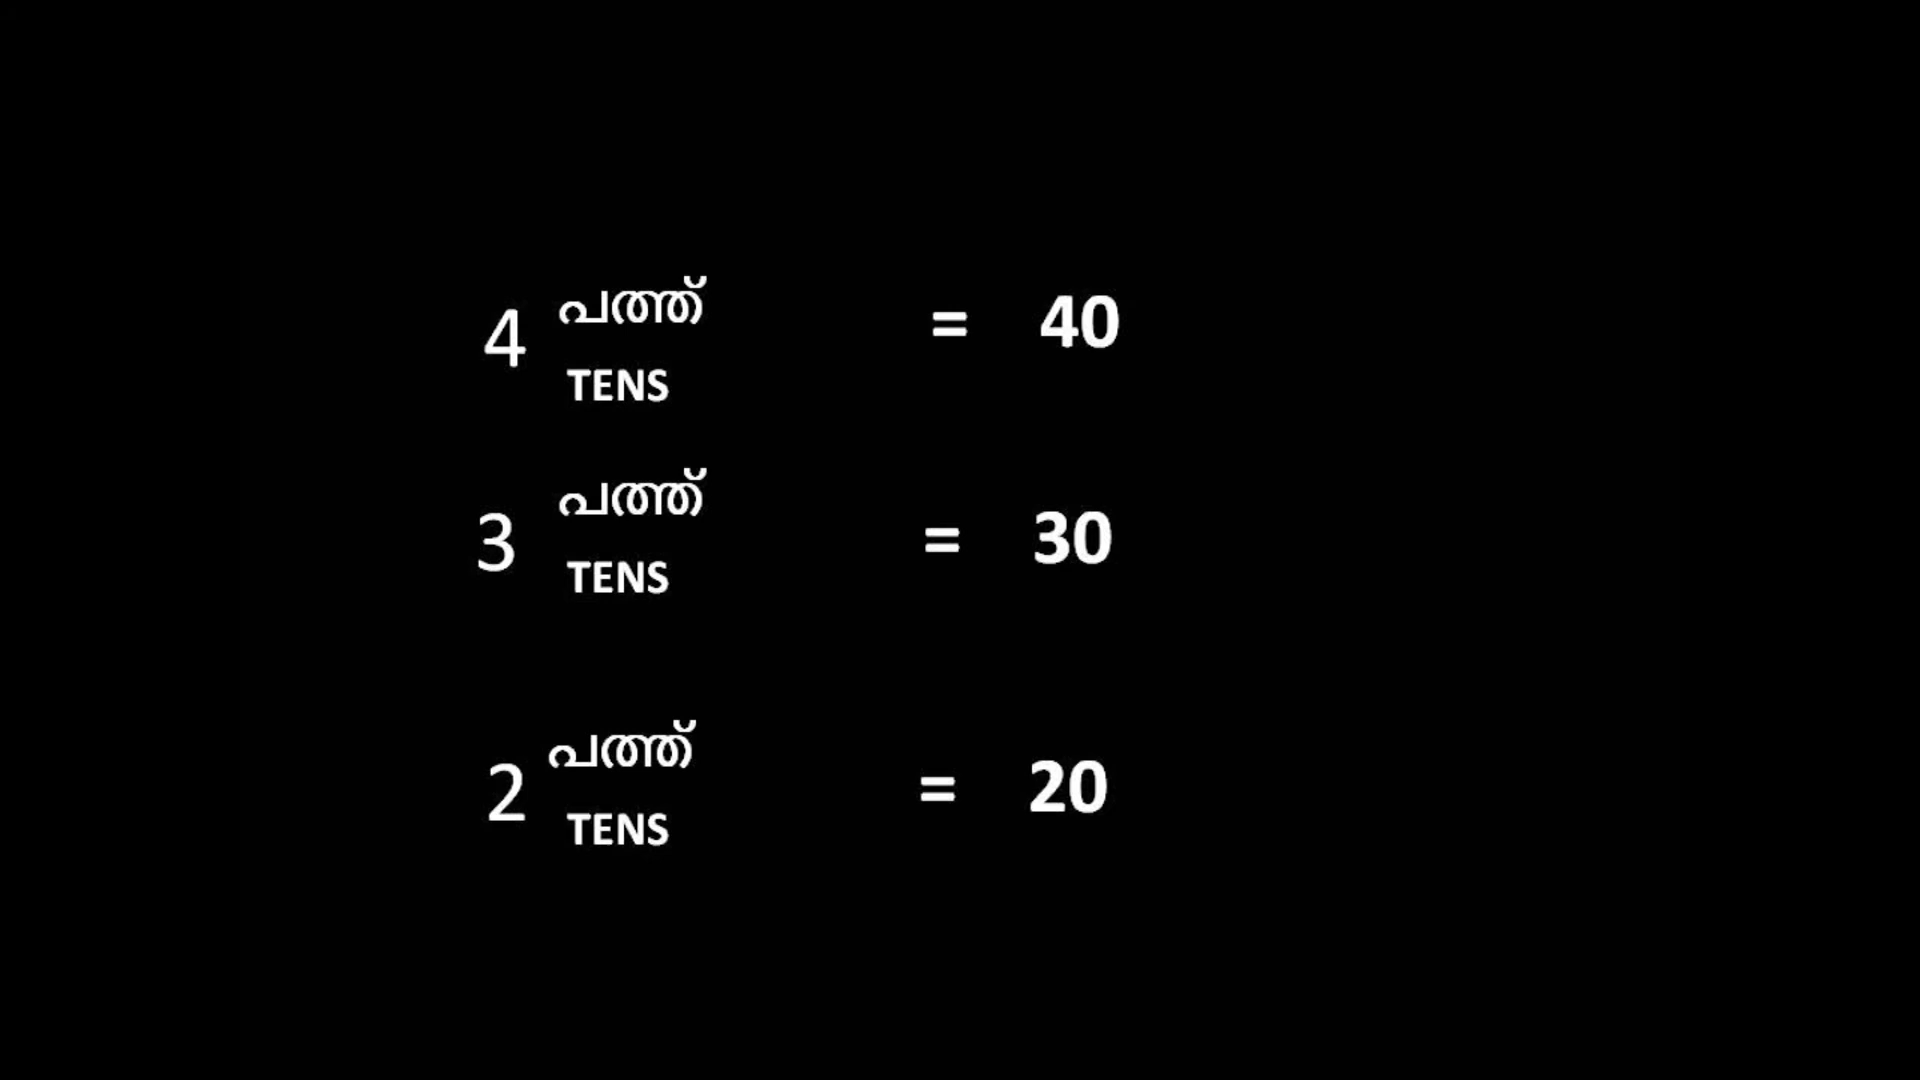 4 പത്ത് = 40
TENS
3 പത്ത് = 30
TENS
2 പത്ത് = 20
TENS